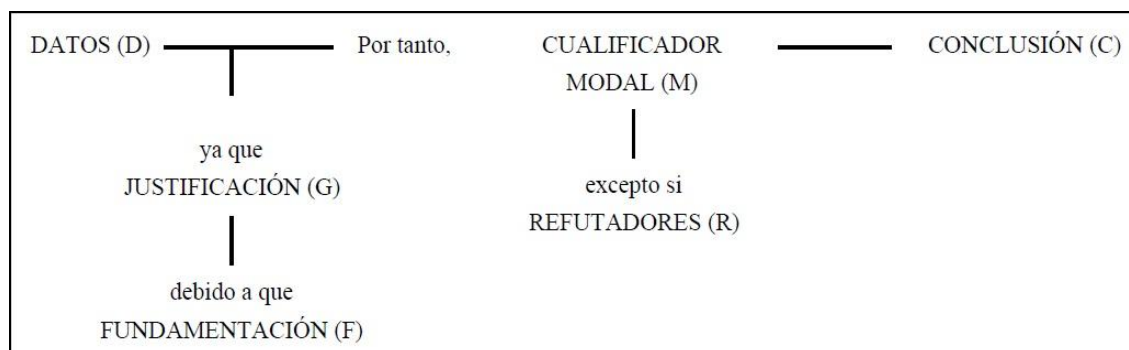 DATOS (D) Por tanto, CUALIFICADOR CONCLUSIÓN (C)
MODAL (M)
ya que
JUSTIFICACIÓN (G)
excepto si
REFUTADORES (R)
debido a que
FUNDAMENTACIÓN (F)